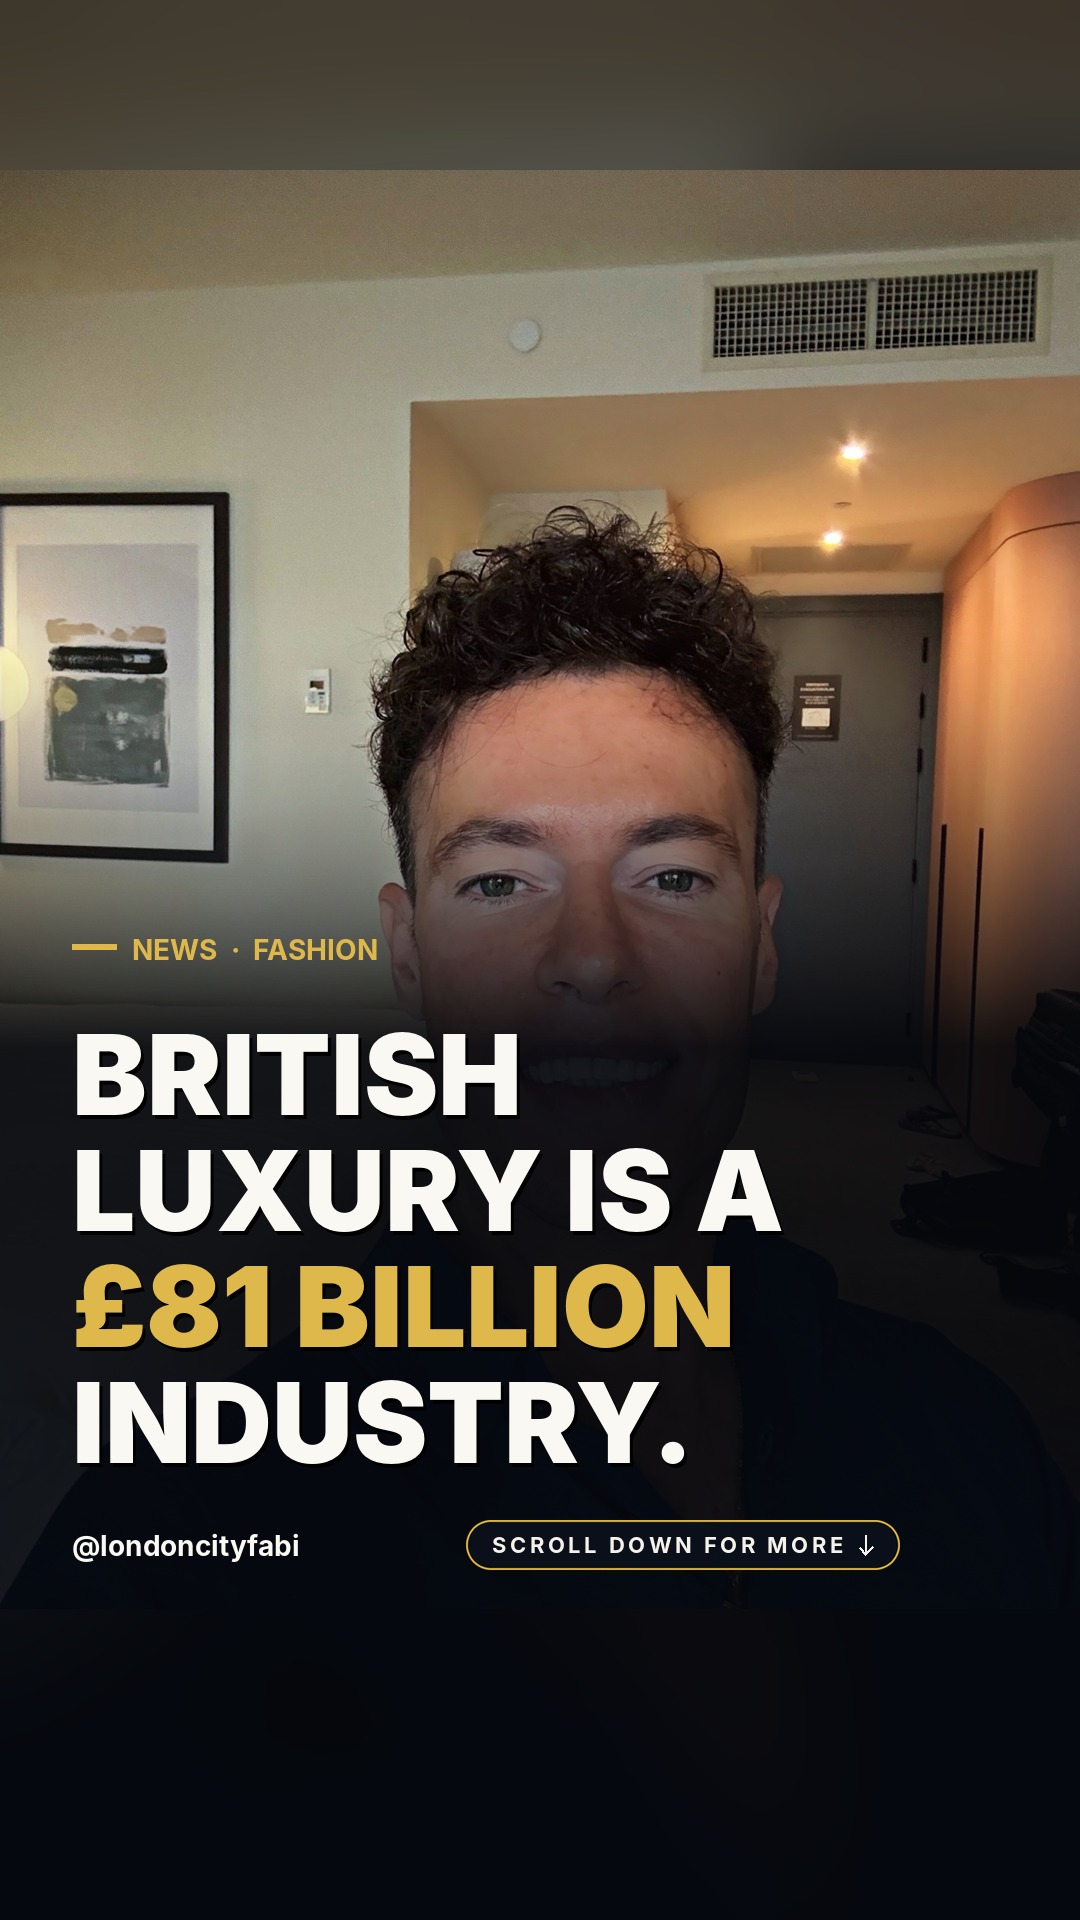 NEWS · FASHION
BRITISH
LUXURY IS A
£81 BILLION
INDUSTRY.
@londoncityfabi
SCROLL DOWN FOR MORE ↓